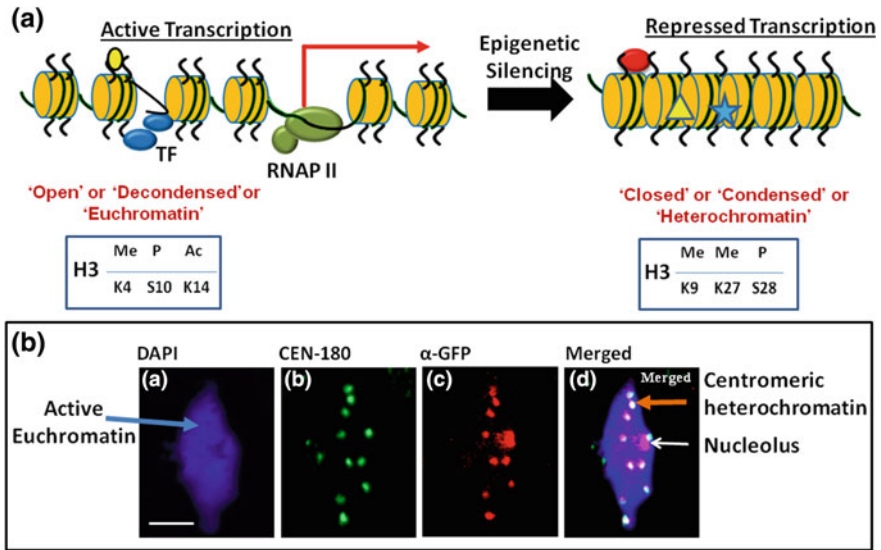 (a)
Active Transcription
Epigenetic
Silencing
Repressed Transcription
TF
RNAP II
'Open' or 'Decondensed'or
'Euchromatin'
'Closed' or 'Condensed' or
'Heterochromatin'
H3
Me P Ac
K4 S10 K14
H3
Me Me P
K9 K27 S28
(b)
DAPI CEN-180 α-GFP Merged
(a) (b) (c) (d) Merged
Active
Euchromatin
Centromeric
heterochromatin
Nucleolus